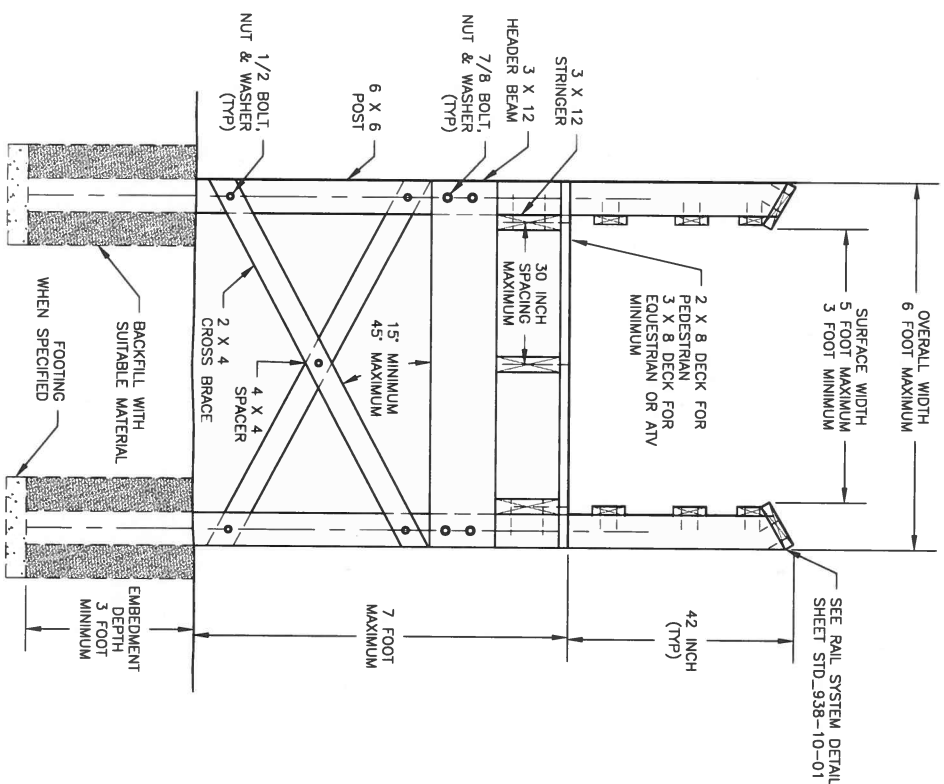 OVERALL WIDTH
6 FOOT MAXIMUM
SURFACE WIDTH
5 FOOT MAXIMUM
3 FOOT MINIMUM
SEE RAIL SYSTEM DETAIL
SHEET STD_938-10-01
42 INCH
(TYP)
2 X 8 DECK FOR
PEDESTRIAN
3 X 8 DECK FOR
EQUESTRIAN OR ATV
MINIMUM
3 X 12
STRINGER
3 X 12
HEADER BEAM
7/8 BOLT,
NUT & WASHER
(TYP)
30 INCH
SPACING
MAXIMUM
7 FOOT
MAXIMUM
6 X 6
POST
15° MINIMUM
45° MAXIMUM
4 X 4
SPACER
1/2 BOLT,
NUT & WASHER
(TYP)
2 X 4
CROSS BRACE
BACKFILL WITH
SUITABLE MATERIAL
FOOTING
WHEN SPECIFIED
EMBEDMENT
DEPTH
3 FOOT
MINIMUM